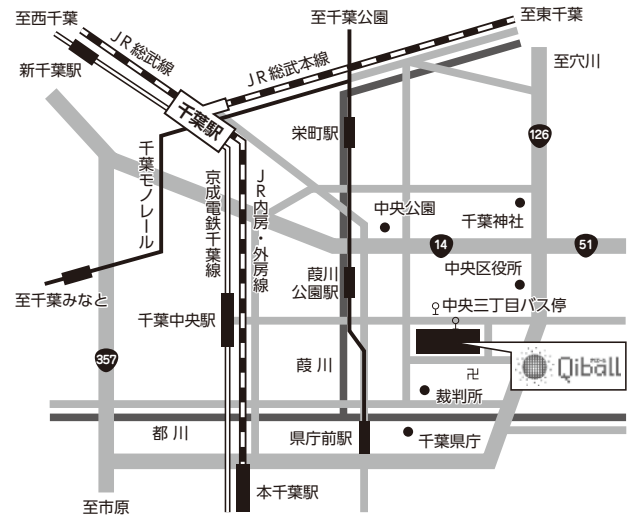 至西千葉
至千葉公園
至東千葉
JR総武線
JR総武本線
新千葉駅
至穴川
千葉駅
栄町駅
126
千葉モノレール
京成電鉄千葉線
JR内房・外房線
中央公園
千葉神社
14
51
中央区役所
葭川
公園駅
至千葉みなと
中央三丁目バス停
千葉中央駅
357
葭川
卍
Qiball
裁判所
都川
県庁前駅
千葉県庁
本千葉駅
至市原